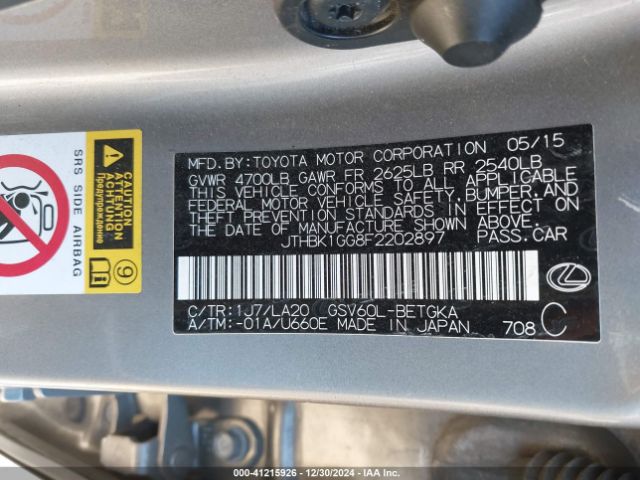 SRS SIDE AIRBAG
ATTENTION
ACHTUNG
Предупреждение
9
MFD. BY: TOYOTA MOTOR CORPORATION 05/15
GVWR 4700LB GAWR FR 2625LB RR 2540LB
THIS VEHICLE CONFORMS TO ALL APPLICABLE
FEDERAL MOTOR VEHICLE SAFETY, BUMPER, AND
THEFT PREVENTION STANDARDS IN EFFECT ON
THE DATE OF MANUFACTURE SHOWN ABOVE.
JTHBK1GG8F2202897 PASS. CAR
C/TR: 1J7/LA20 GSV60L-BETGKA
A/TM: -01A/U660E MADE IN JAPAN 708 C
000-41215926 - 12/30/2024 - IAA Inc.